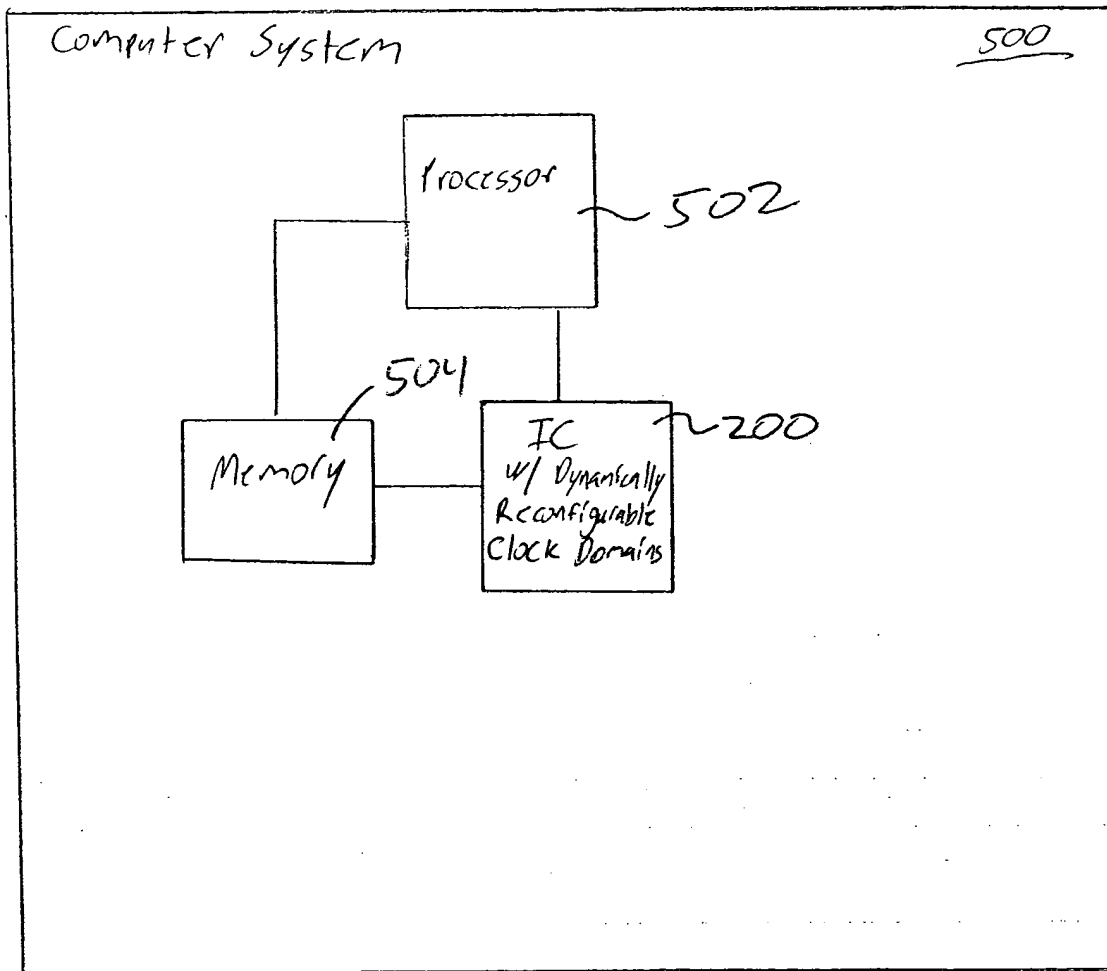 Computer System
500
Processor
502
504
Memory
IC
200
w/ Dynamically
Reconfigurable
Clock Domains